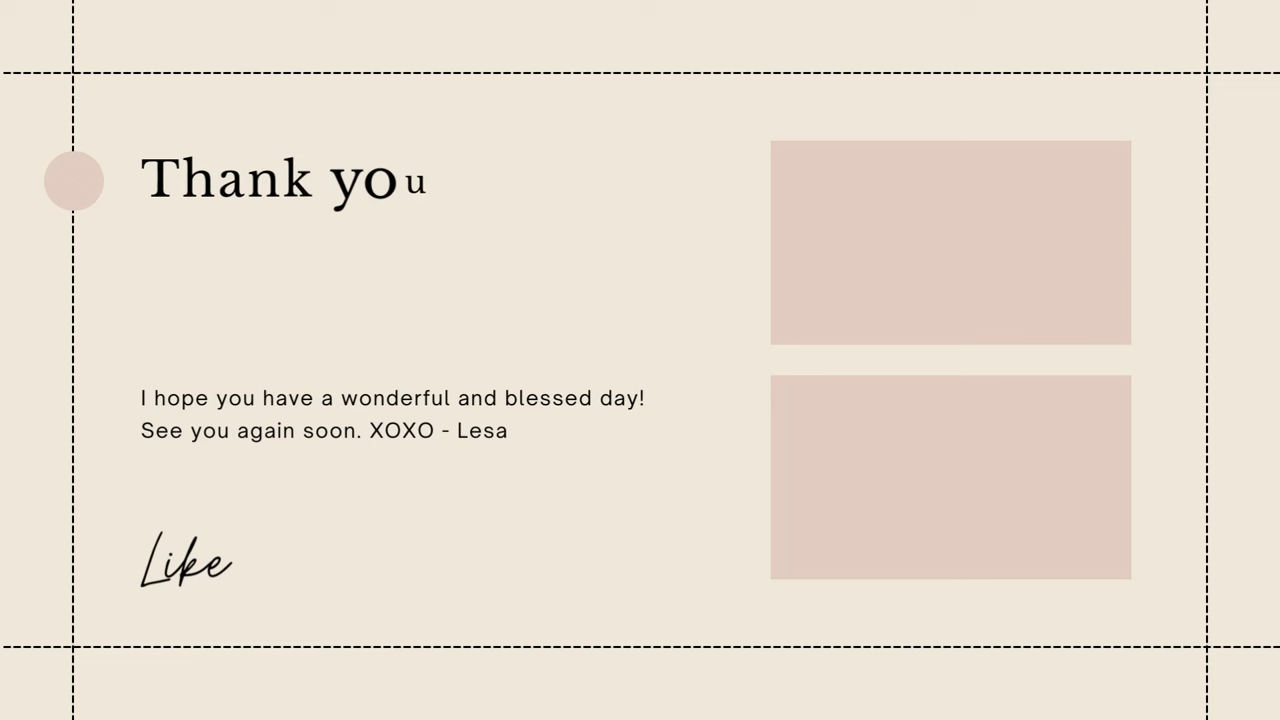 Thank you
I hope you have a wonderful and blessed day!
See you again soon. XOXO - Lesa
Like